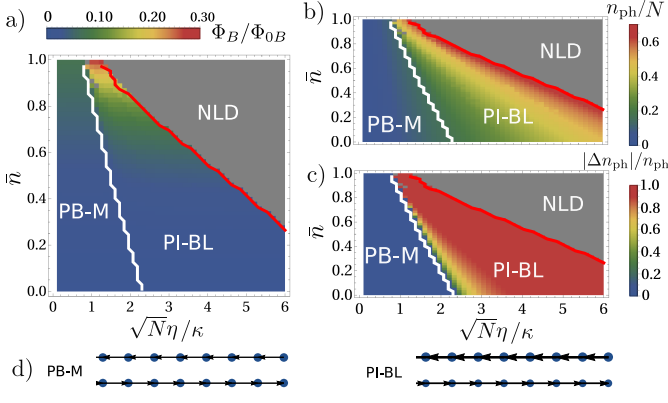 a)
0 0.10 0.20 0.30
Φ_B/Φ_{0B}
n̄
1.0
0.8
0.6
0.4
0.2
0.0
NLD
PB-M
PI-BL
0 1 2 3 4 5 6
√N η/κ
b)
n_ph/N
n̄
1.0
0.8
0.6
0.4
0.2
0.0
NLD
PB-M
PI-BL
0.6
0.4
0.2
0
c)
|Δn_ph|/n_ph
n̄
1.0
0.8
0.6
0.4
0.2
0.0
NLD
PB-M
PI-BL
1.0
0.8
0.6
0.4
0.2
0
0 1 2 3 4 5 6
√N η/κ
d)
PB-M
PI-BL